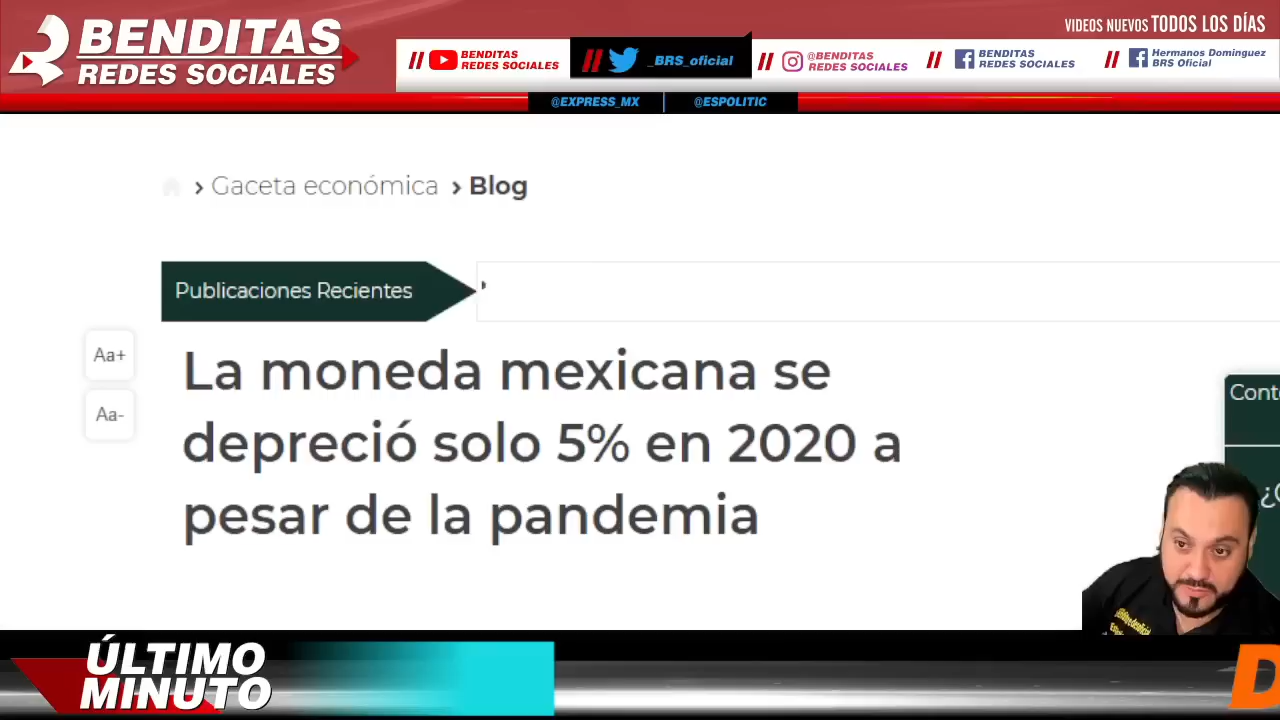 BENDITAS
REDES SOCIALES
VIDEOS NUEVOS TODOS LOS DÍAS
// BENDITAS
REDES SOCIALES
// _BRS_oficial
// @BENDITAS
REDES SOCIALES
// BENDITAS
REDES SOCIALES
// Hermanos Dominguez
BRS Oficial
@EXPRESS_MX
@ESPOLITIC
› Gaceta económica › Blog
Publicaciones Recientes
Aa+
Aa-
La moneda mexicana se
depreció solo 5% en 2020 a
pesar de la pandemia
Cont
¿C
ÚLTIMO
MINUTO
D